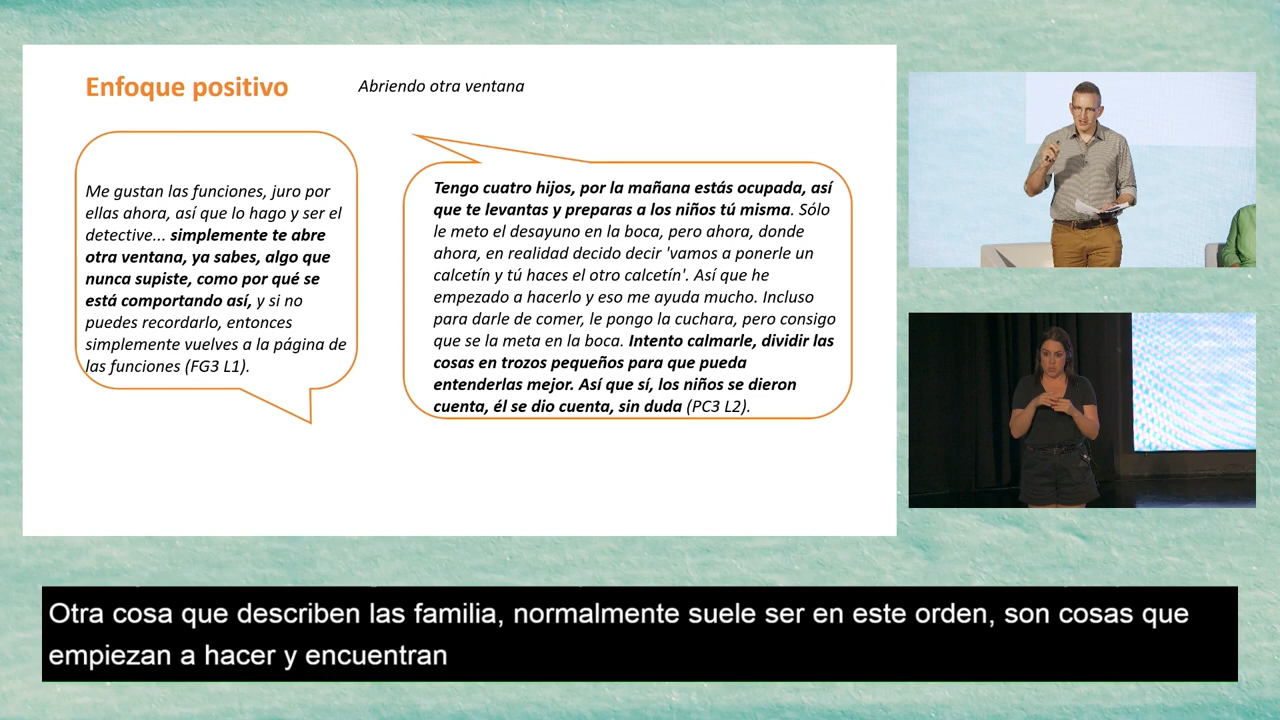 Enfoque positivo
Abriendo otra ventana
Me gustan las funciones, juro por
ellas ahora, así que lo hago y ser el
detective... simplemente te abre
otra ventana, ya sabes, algo que
nunca supiste, como por qué se
está comportando así, y si no
puedes recordarlo, entonces
simplemente vuelves a la página de
las funciones (FG3 L1).
Tengo cuatro hijos, por la mañana estás ocupada, así
que te levantas y preparas a los niños tú misma. Sólo
le meto el desayuno en la boca, pero ahora, donde
ahora, en realidad decido decir 'vamos a ponerle un
calcetín y tú haces el otro calcetín'. Así que he
empezado a hacerlo y eso me ayuda mucho. Incluso
para darle de comer, le pongo la cuchara, pero consigo
que se la meta en la boca. Intento calmarle, dividir las
cosas en trozos pequeños para que pueda
entenderlas mejor. Así que sí, los niños se dieron
cuenta, él se dio cuenta, sin duda (PC3 L2).
Otra cosa que describen las familia, normalmente suele ser en este orden, son cosas que
empiezan a hacer y encuentran